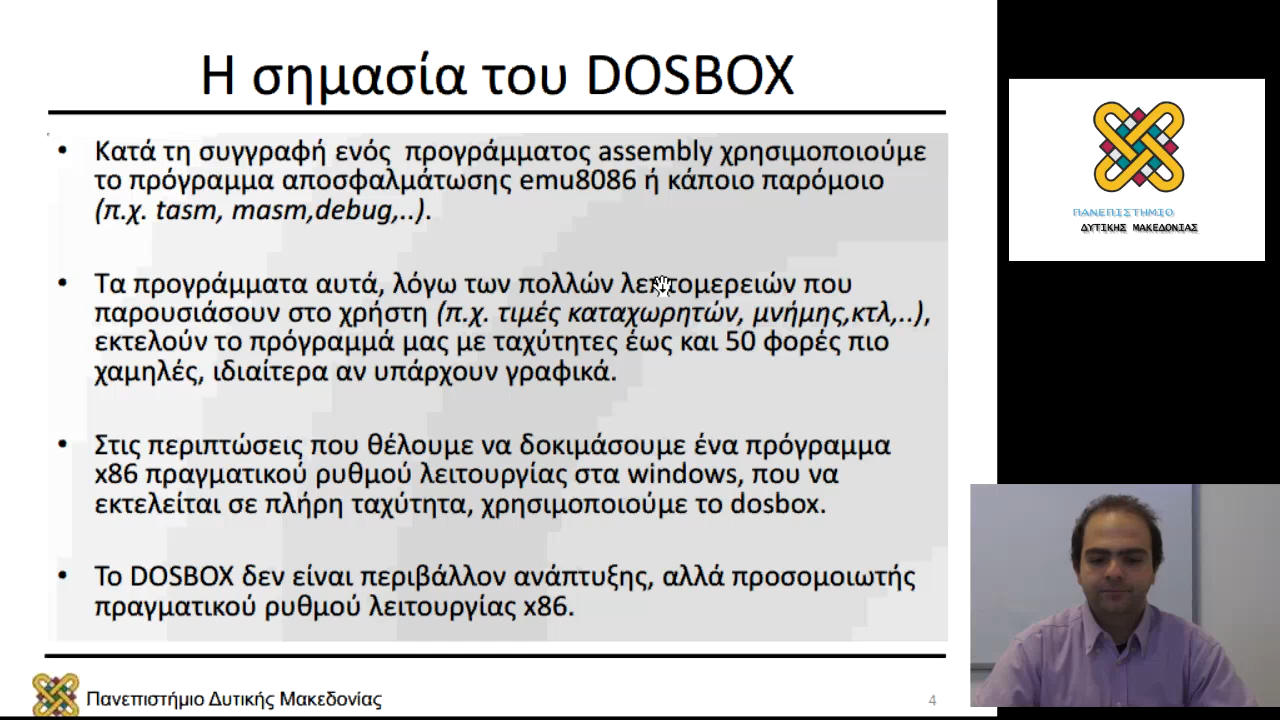 Η σημασία του DOSBOX
• Κατά τη συγγραφή ενός προγράμματος assembly χρησιμοποιούμε
το πρόγραμμα αποσφαλμάτωσης emu8086 ή κάποιο παρόμοιο
(π.χ. tasm, masm,debug,..).
• Τα προγράμματα αυτά, λόγω των πολλών λεπτομερειών που
παρουσιάσουν στο χρήστη (π.χ. τιμές καταχωρητών, μνήμης,κτλ,..),
εκτελούν το πρόγραμμά μας με ταχύτητες έως και 50 φορές πιο
χαμηλές, ιδιαίτερα αν υπάρχουν γραφικά.
• Στις περιπτώσεις που θέλουμε να δοκιμάσουμε ένα πρόγραμμα
x86 πραγματικού ρυθμού λειτουργίας στα windows, που να
εκτελείται σε πλήρη ταχύτητα, χρησιμοποιούμε το dosbox.
• Το DOSBOX δεν είναι περιβάλλον ανάπτυξης, αλλά προσομοιωτής
πραγματικού ρυθμού λειτουργίας x86.
Πανεπιστήμιο Δυτικής Μακεδονίας
4
ΠΑΝΕΠΙΣΤΗΜΙΟ
ΔΥΤΙΚΗΣ ΜΑΚΕΔΟΝΙΑΣ